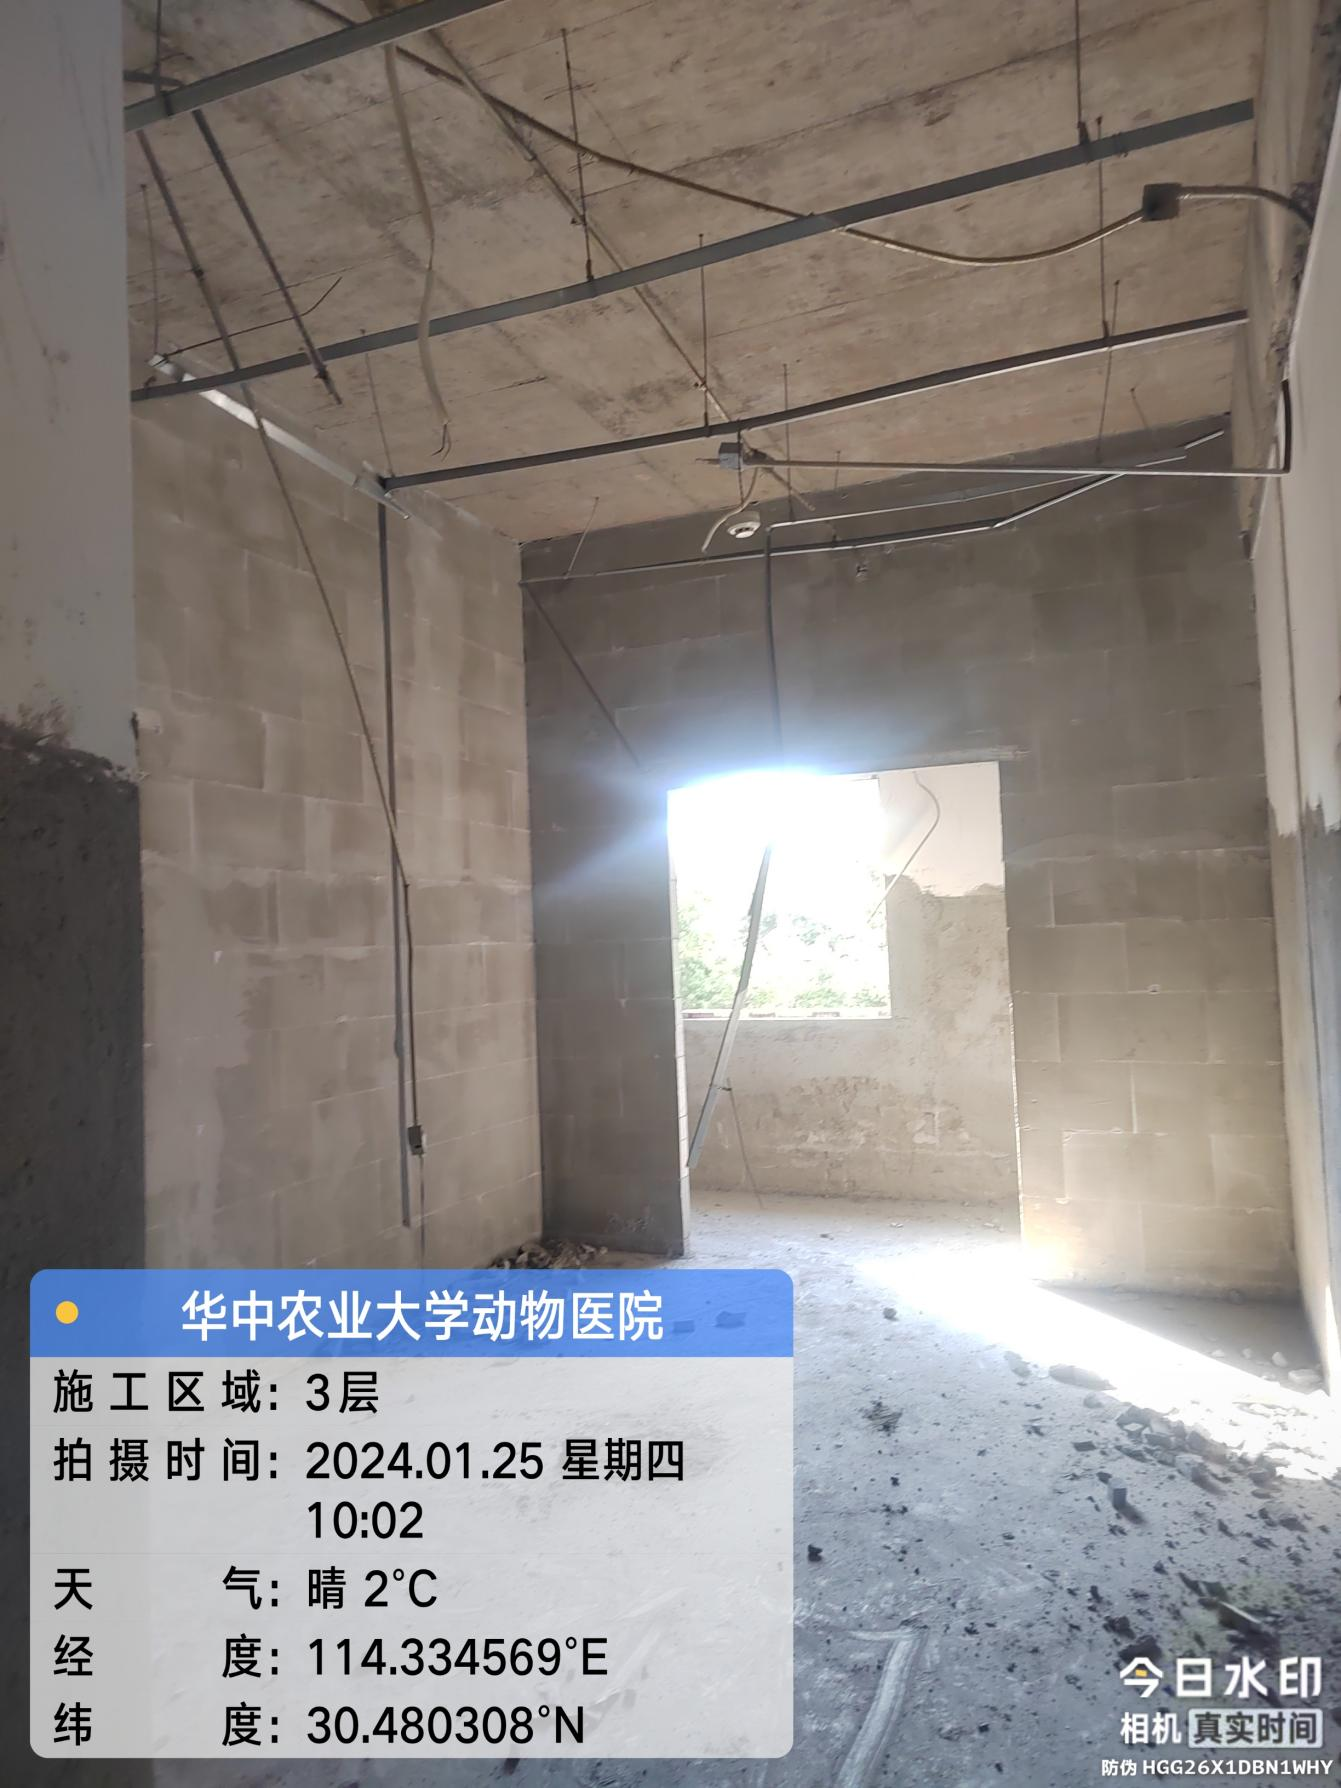 华中农业大学动物医院
施工区域：3层
拍摄时间：2024.01.25 星期四
10:02
天气：晴 2°C
经度：114.334569°E
纬度：30.480308°N
今日水印
相机 真实时间
防伪 HGG26X1DBN1WHY